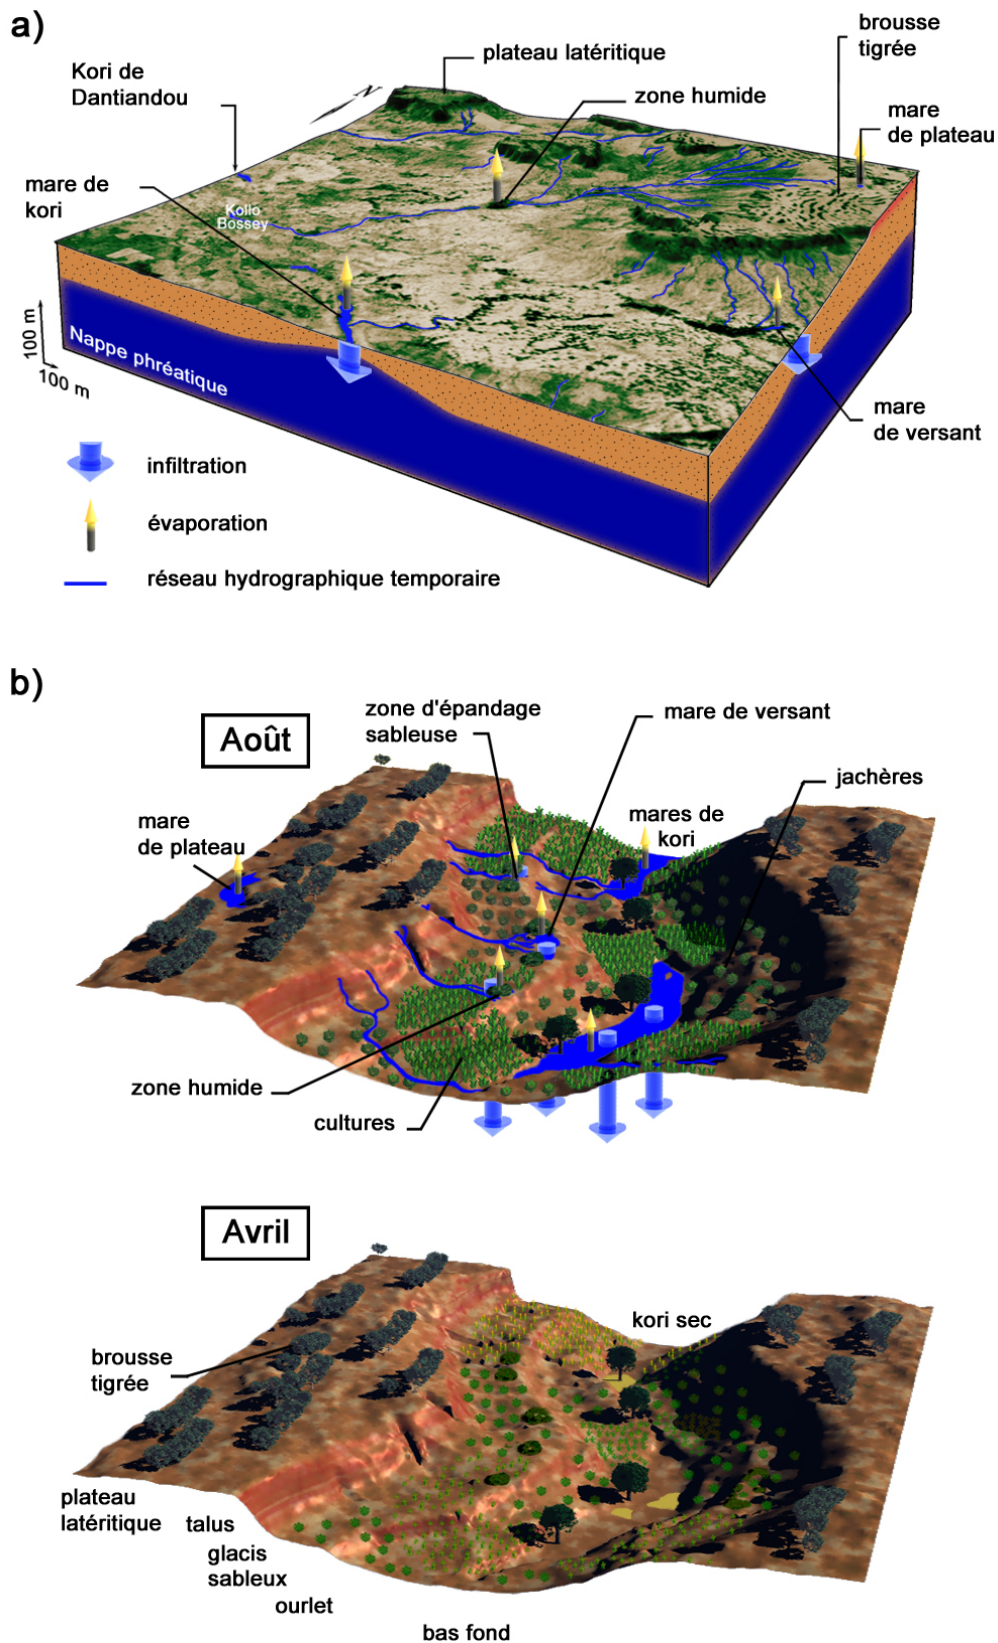 a)
plateau latéritique
brousse
tigrée
Kori de
Dantiandou
zone humide
mare
de plateau
N
mare de
kori
Kollo
Bossey
100 m
100 m
Nappe phréatique
mare
de versant
infiltration
évaporation
réseau hydrographique temporaire
b)
Août
zone d'épandage
sableuse
mare de versant
jachères
mare
de plateau
mares de
kori
zone humide
cultures
Avril
kori sec
brousse
tigrée
plateau
latéritique
talus
glacis
sableux
ourlet
bas fond